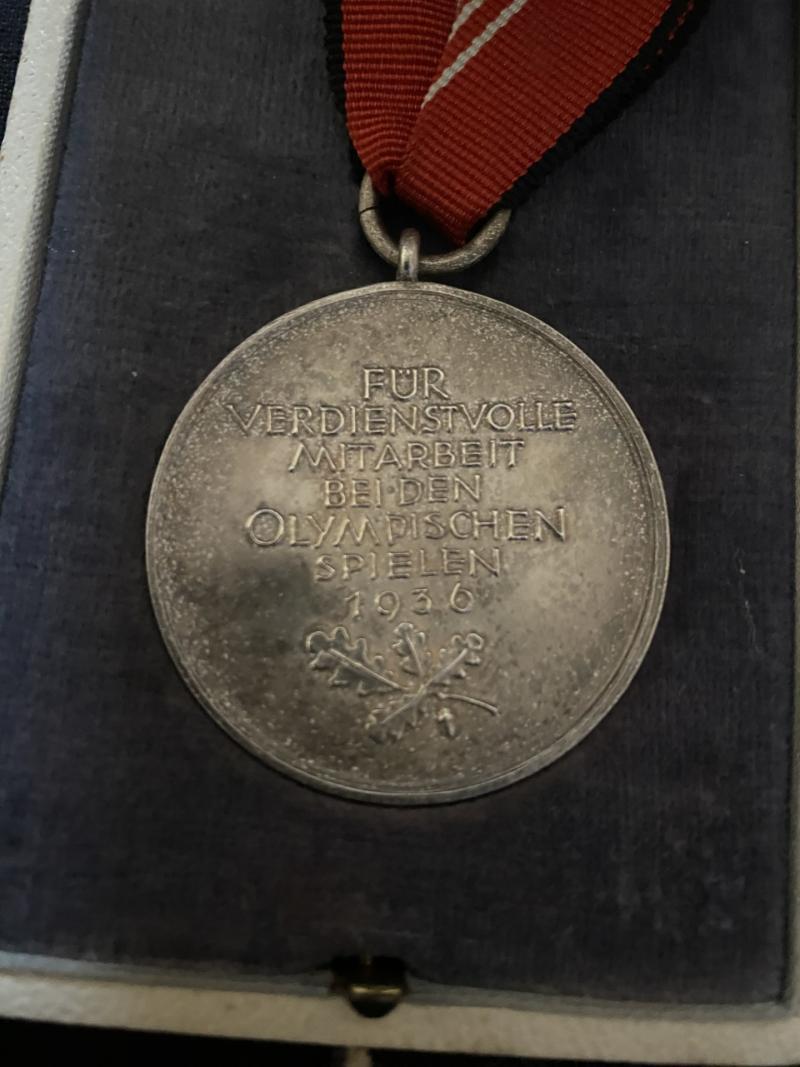 FÜR
VERDIENSTVOLLE
MITARBEIT
BEI·DEN
OLYMPISCHEN
SPIELEN
1936